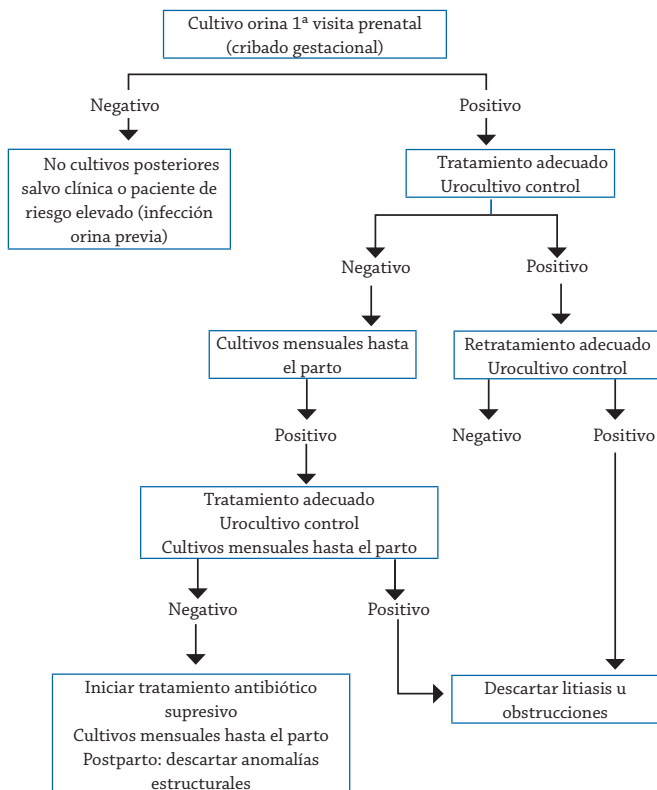 Cultivo orina 1ª visita prenatal
(cribado gestacional)
Negativo
Positivo
No cultivos posteriores
salvo clínica o paciente de
riesgo elevado (infección
orina previa)
Tratamiento adecuado
Urocultivo control
Negativo
Positivo
Cultivos mensuales hasta
el parto
Retratamiento adecuado
Urocultivo control
Positivo
Negativo
Positivo
Tratamiento adecuado
Urocultivo control
Cultivos mensuales hasta el parto
Negativo
Positivo
Iniciar tratamiento antibiótico
supresivo
Cultivos mensuales hasta el parto
Postparto: descartar anomalías
estructurales
Descartar litiasis u
obstrucciones